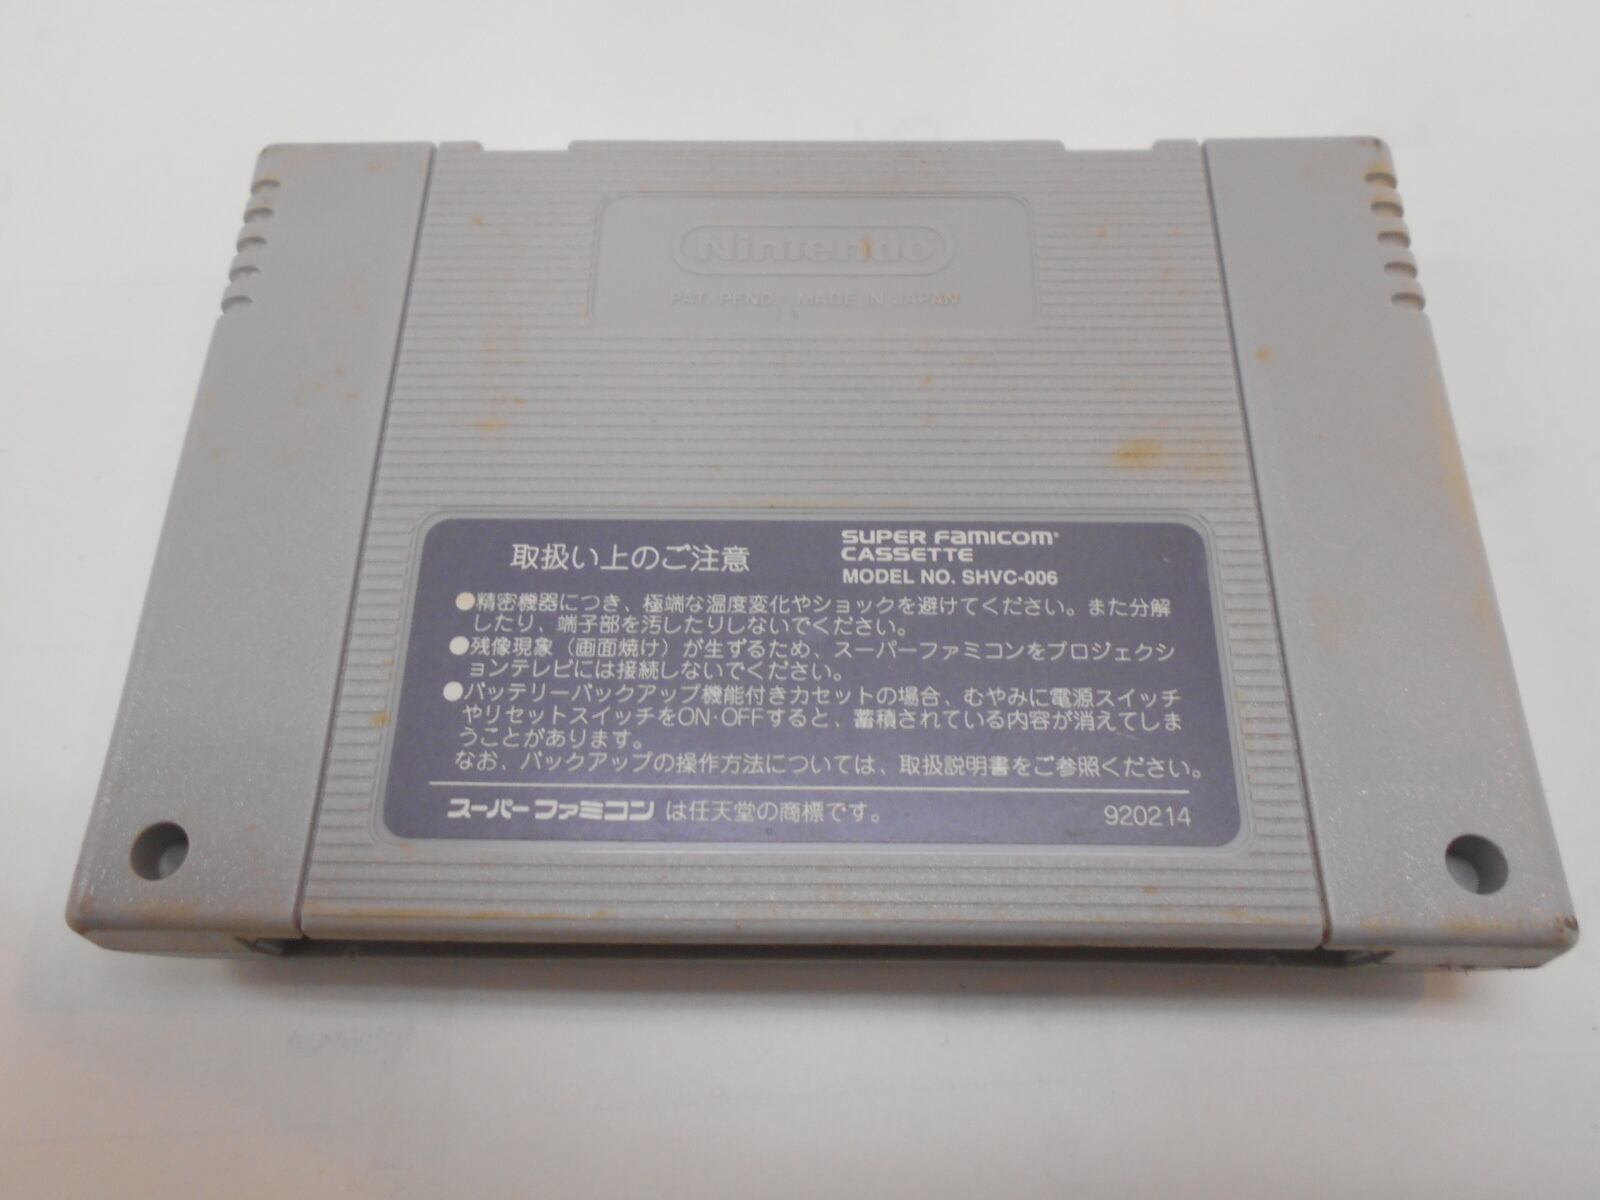 Nintendo
PAT. PEND. MADE IN JAPAN
取扱い上のご注意
SUPER FAMICOM
CASSETTE
MODEL NO. SHVC-006
●精密機器につき、極端な温度変化やショックを避けてください。また分解
したり、端子部を汚したりしないでください。
●残像現象（画面焼け）が生ずるため、スーパーファミコンをプロジェクシ
ョンテレビには接続しないでください。
●バッテリーバックアップ機能付きカセットの場合、むやみに電源スイッチ
やリセットスイッチをON·OFFすると、蓄積されている内容が消えてしま
うことがあります。
なお、バックアップの操作方法については、取扱説明書をご参照ください。
スーパーファミコン は任天堂の商標です。
920214